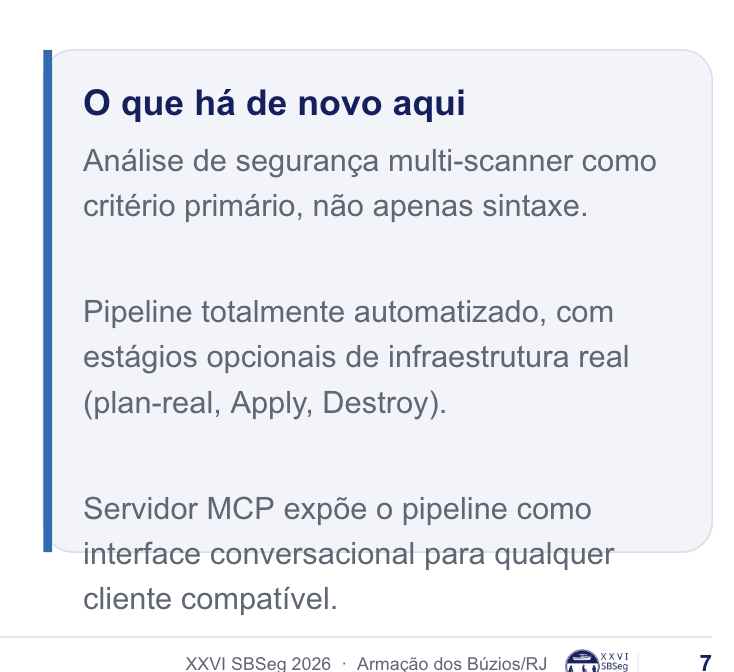 O que há de novo aqui
Análise de segurança multi-scanner como
critério primário, não apenas sintaxe.
Pipeline totalmente automatizado, com
estágios opcionais de infraestrutura real
(plan-real, Apply, Destroy).
Servidor MCP expõe o pipeline como
interface conversacional para qualquer
cliente compatível.
XXVI SBSeg 2026 · Armação dos Búzios/RJ
XXVI
SBSeg
7